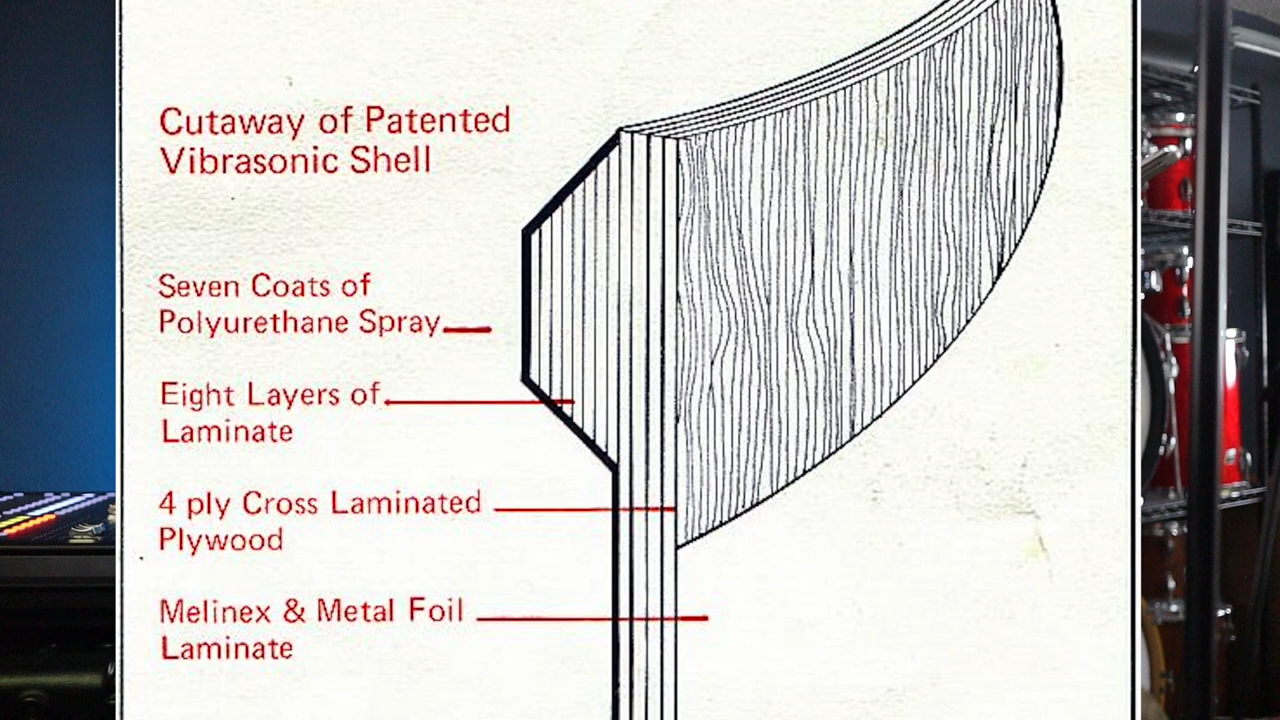 Cutaway of Patented
Vibrasonic Shell
Seven Coats of
Polyurethane Spray
Eight Layers of
Laminate
4 ply Cross Laminated
Plywood
Melinex & Metal Foil
Laminate